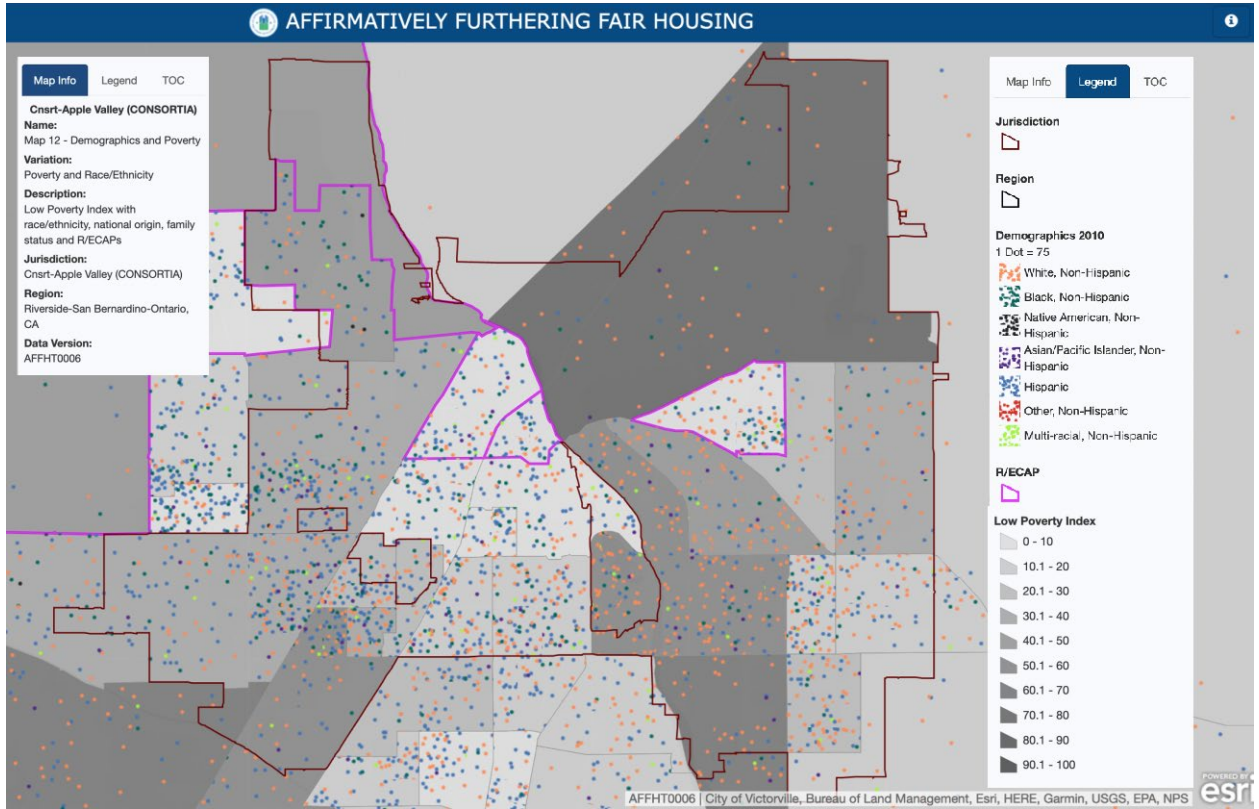 AFFIRMATIVELY FURTHERING FAIR HOUSING
Map Info Legend TOC
Cnsrt-Apple Valley (CONSORTIA)
Name:
Map 12 - Demographics and Poverty
Variation:
Poverty and Race/Ethnicity
Description:
Low Poverty Index with
race/ethnicity, national origin, family
status and R/ECAPs
Jurisdiction:
Cnsrt-Apple Valley (CONSORTIA)
Region:
Riverside-San Bernardino-Ontario,
CA
Data Version:
AFFHT0006
Map Info Legend TOC
Jurisdiction
Region
Demographics 2010
1 Dot = 75
White, Non-Hispanic
Black, Non-Hispanic
Native American, Non-
Hispanic
Asian/Pacific Islander, Non-
Hispanic
Hispanic
Other, Non-Hispanic
Multi-racial, Non-Hispanic
R/ECAP
Low Poverty Index
0 - 10
10.1 - 20
20.1 - 30
30.1 - 40
40.1 - 50
50.1 - 60
60.1 - 70
70.1 - 80
80.1 - 90
90.1 - 100
AFFHT0006 | City of Victorville, Bureau of Land Management, Esri, HERE, Garmin, USGS, EPA, NPS
POWERED BY
esri